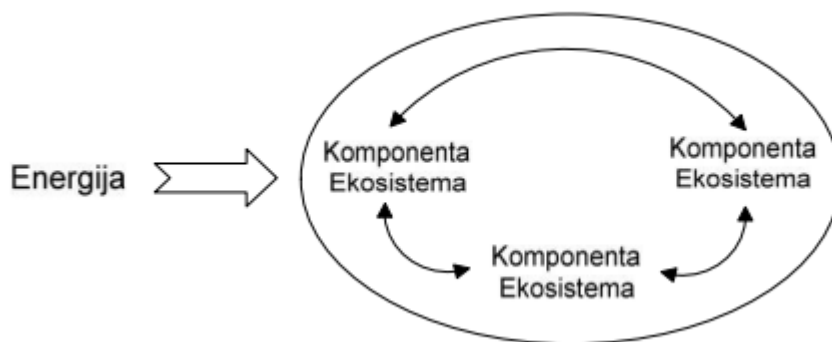 Energija
Komponenta
Ekosistema
Komponenta
Ekosistema
Komponenta
Ekosistema